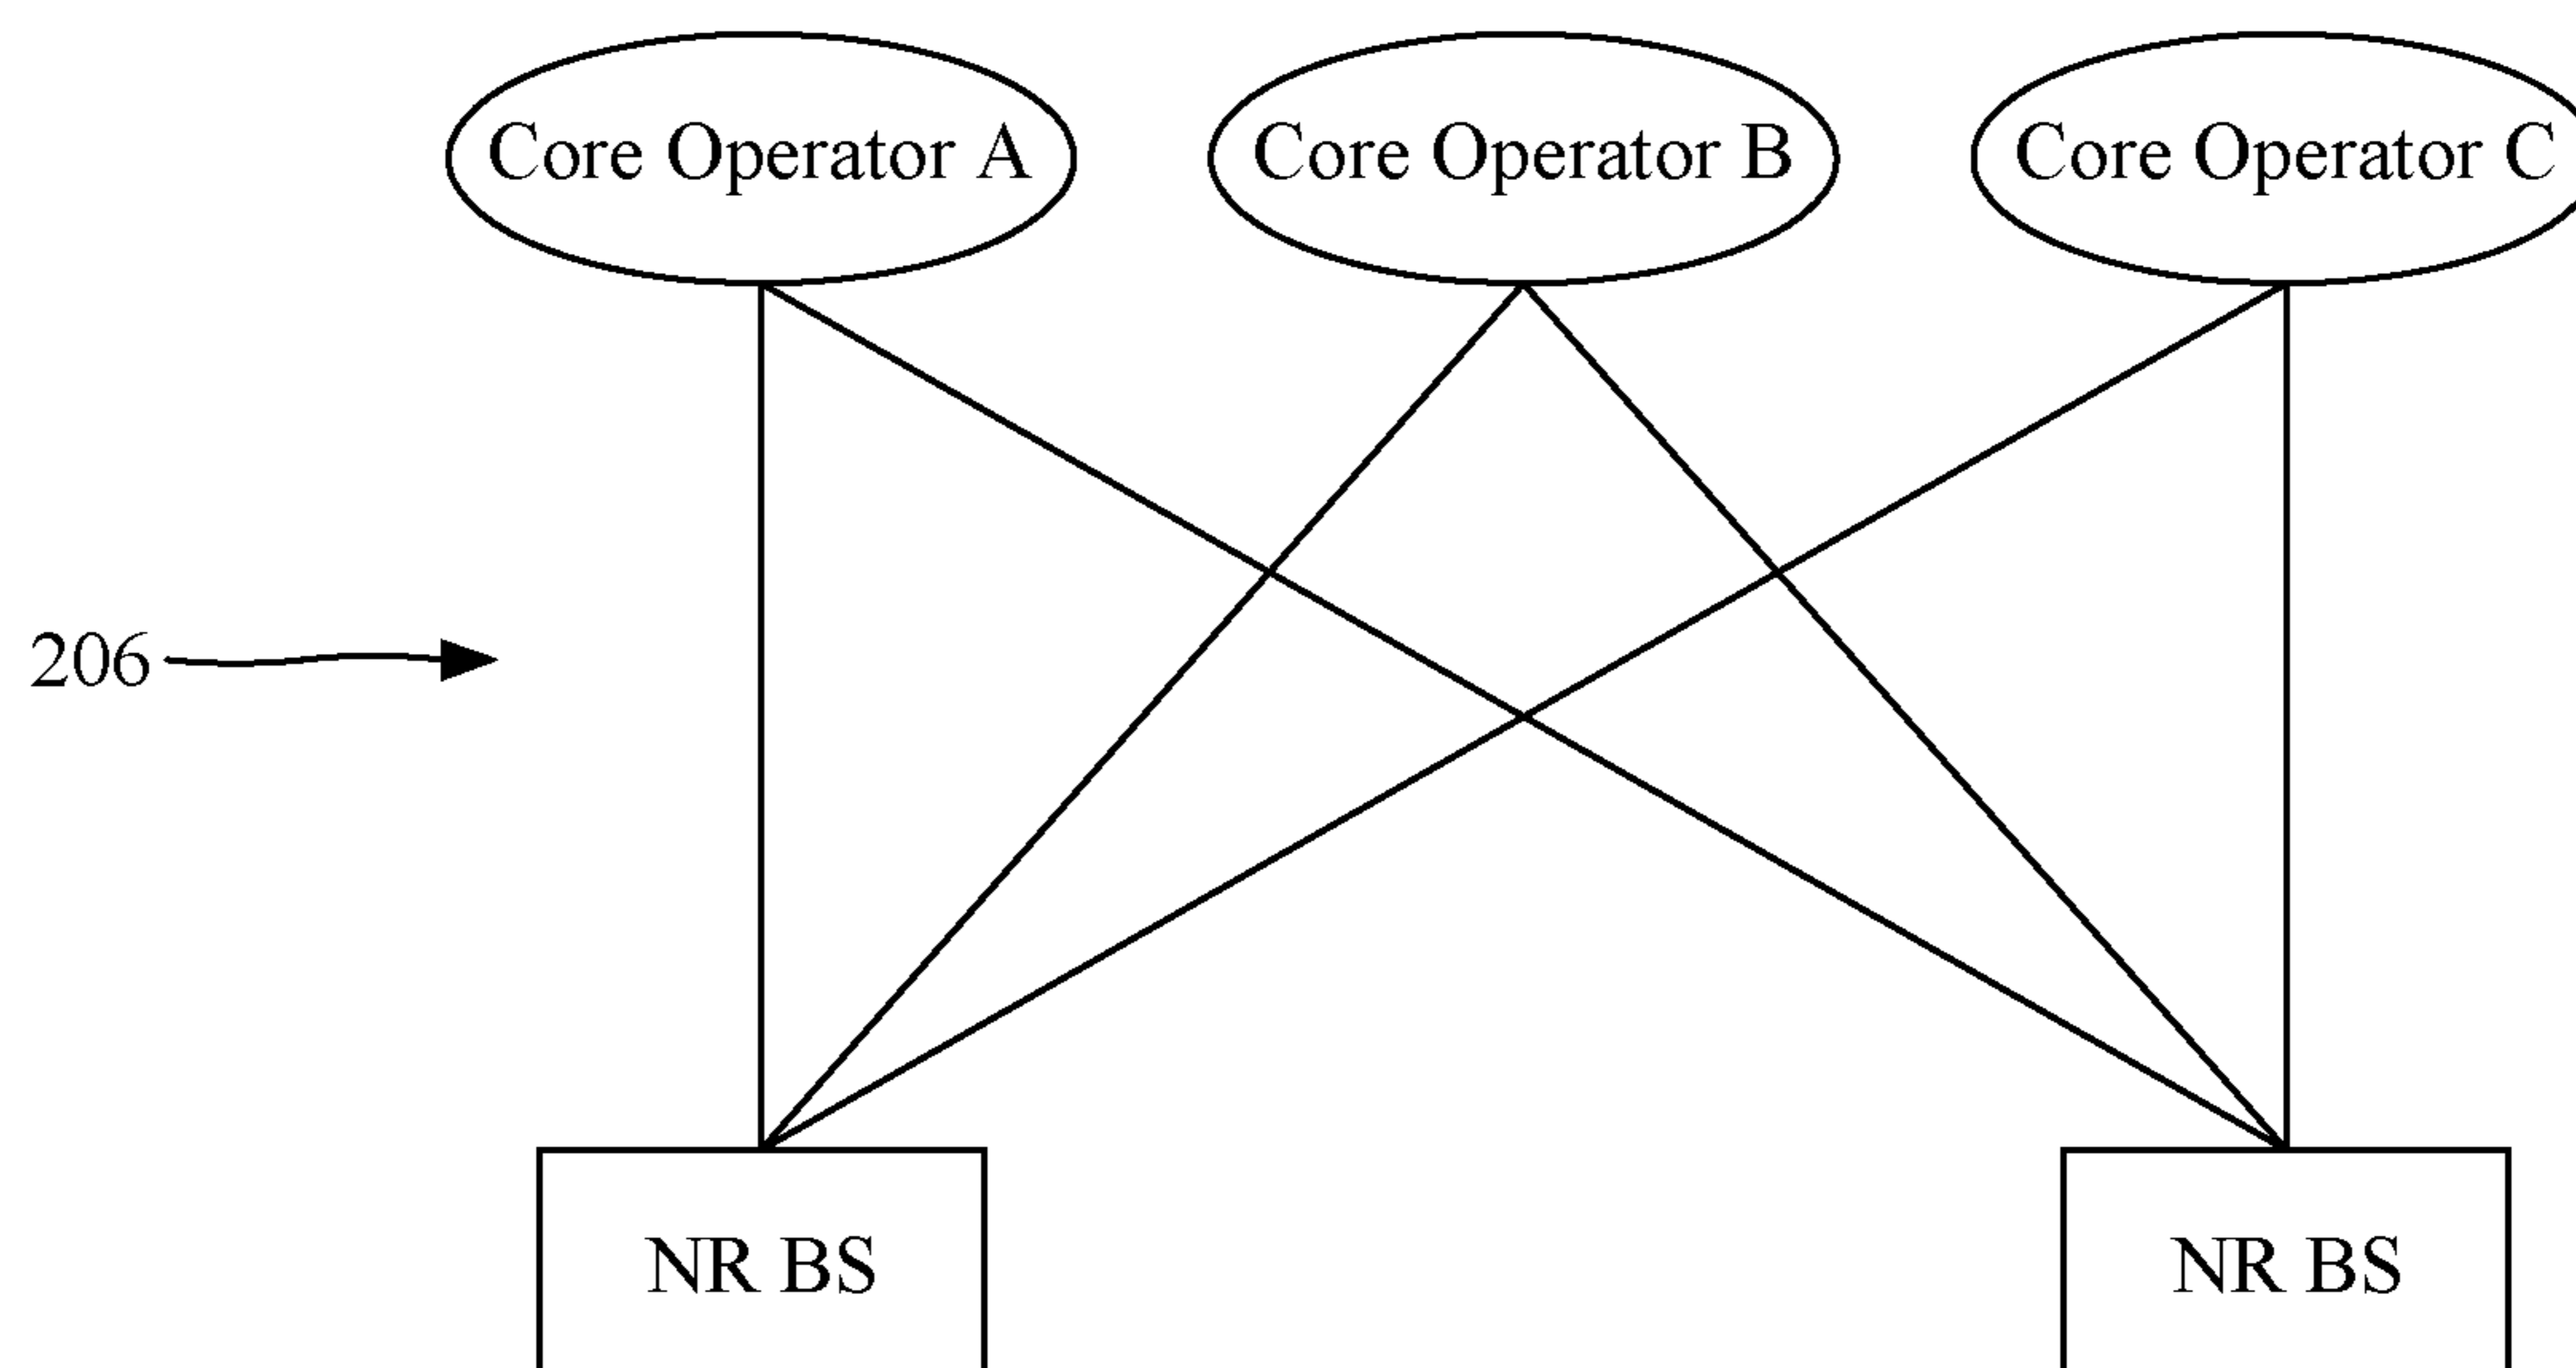 Core Operator A
Core Operator B
Core Operator C
206
NR BS
NR BS